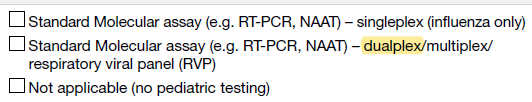 Standard Molecular assay (e.g. RT-PCR, NAAT) – singleplex (influenza only)
Standard Molecular assay (e.g. RT-PCR, NAAT) – dualplex/multiplex/
respiratory viral panel (RVP)
Not applicable (no pediatric testing)